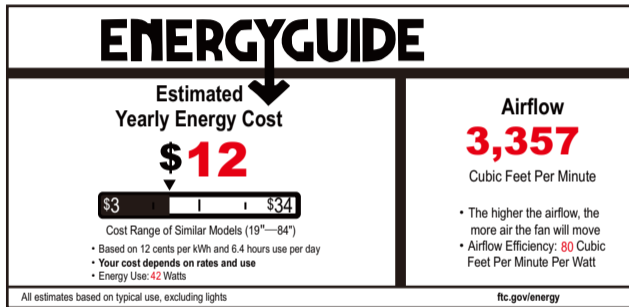 ENERGYGUIDE
Estimated
Yearly Energy Cost
$12
$3 $34
Cost Range of Similar Models (19"—84")
• Based on 12 cents per kWh and 6.4 hours use per day
• Your cost depends on rates and use
• Energy Use: 42 Watts
Airflow
3,357
Cubic Feet Per Minute
• The higher the airflow, the
more air the fan will move
• Airflow Efficiency: 80 Cubic
Feet Per Minute Per Watt
All estimates based on typical use, excluding lights
ftc.gov/energy